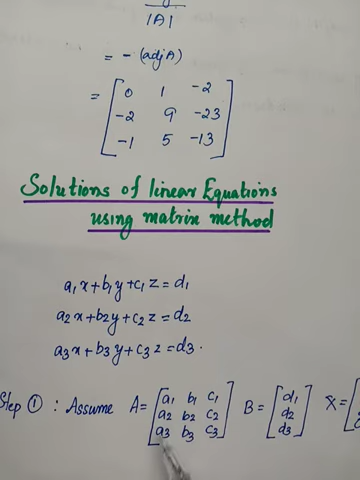 |A|
= - (adj A)
= [ 0 1 -2
-2 9 -23
-1 5 -13 ]
Solutions of linear Equations
using matrix method
a₁x + b₁y + c₁z = d₁
a₂x + b₂y + c₂z = d₂
a₃x + b₃y + c₃z = d₃.
Step ① : Assume A = [ a₁ b₁ c₁ B = [ d₁ X = [
a₂ b₂ c₂ d₂
a₃ b₃ c₃ ] d₃ ]